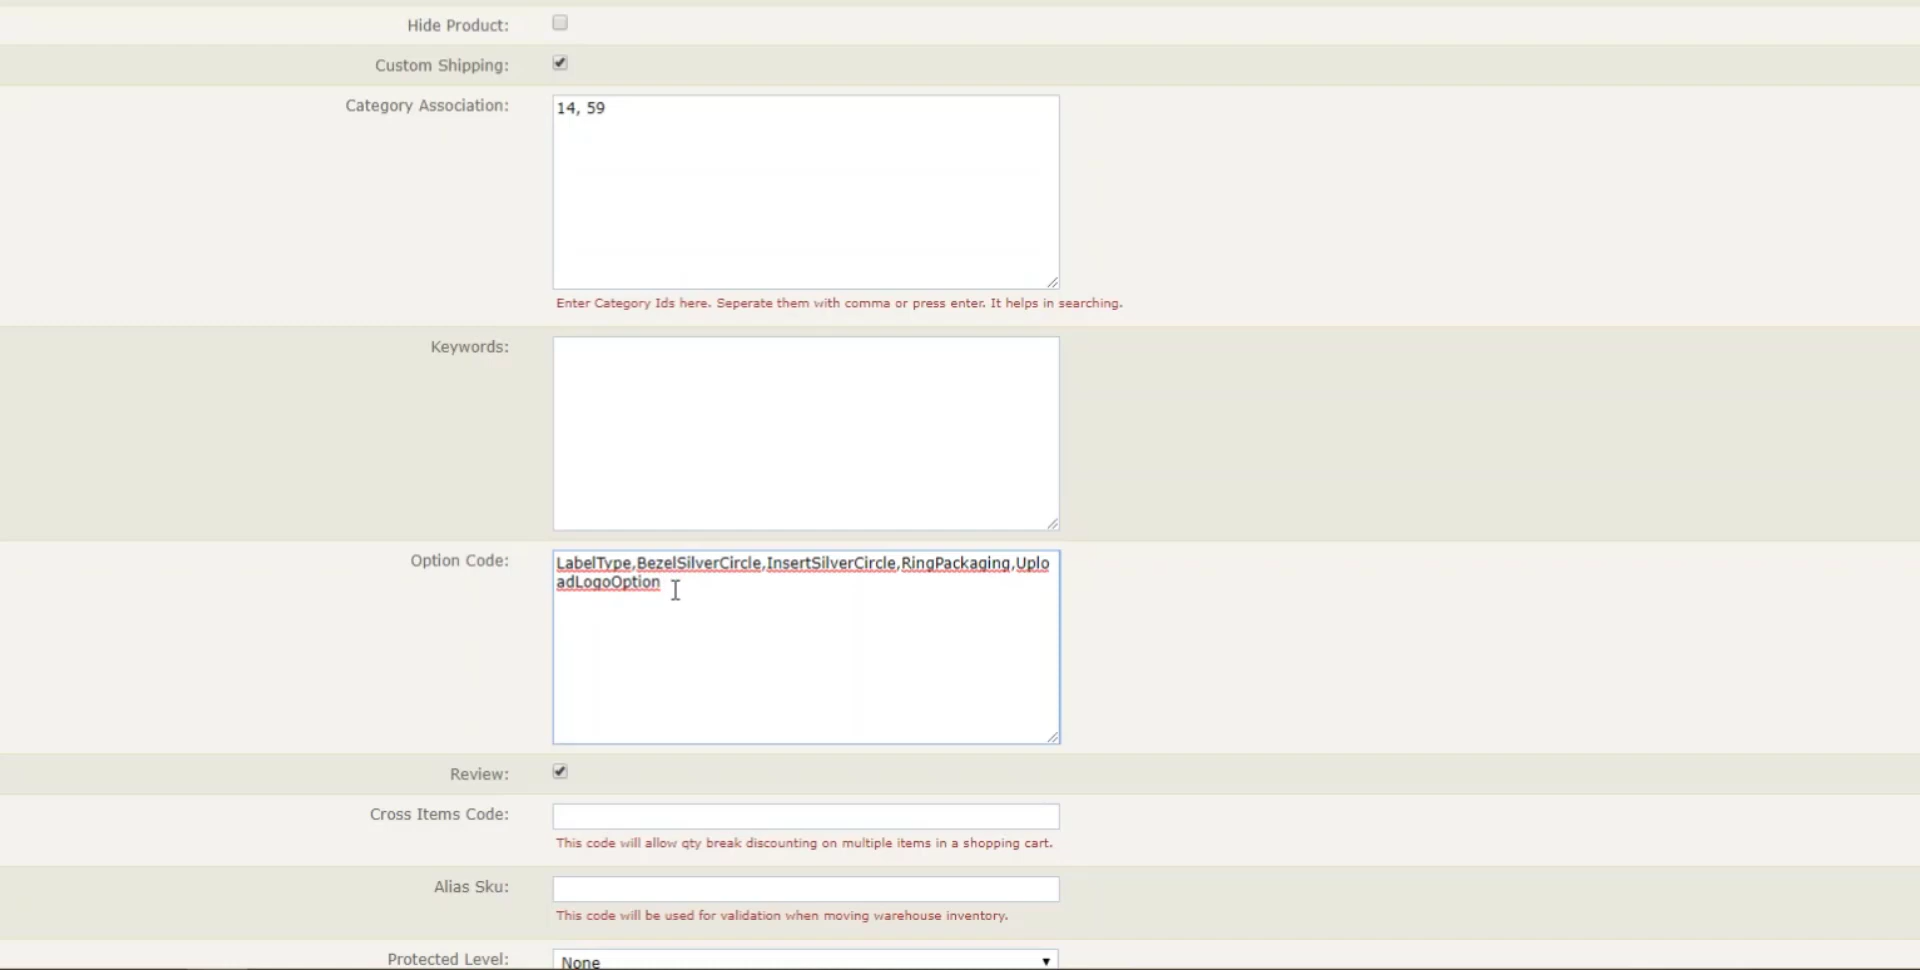 Hide Product:
Custom Shipping:
Category Association:
14, 59
Enter Category Ids here. Seperate them with comma or press enter. It helps in searching.
Keywords:
Option Code:
LabelType,BezelSilverCircle,InsertSilverCircle,RingPackaging,Uplo
adLogoOption
Review:
Cross Items Code:
This code will allow qty break discounting on multiple items in a shopping cart.
Alias Sku:
This code will be used for validation when moving warehouse inventory.
Protected Level:
None